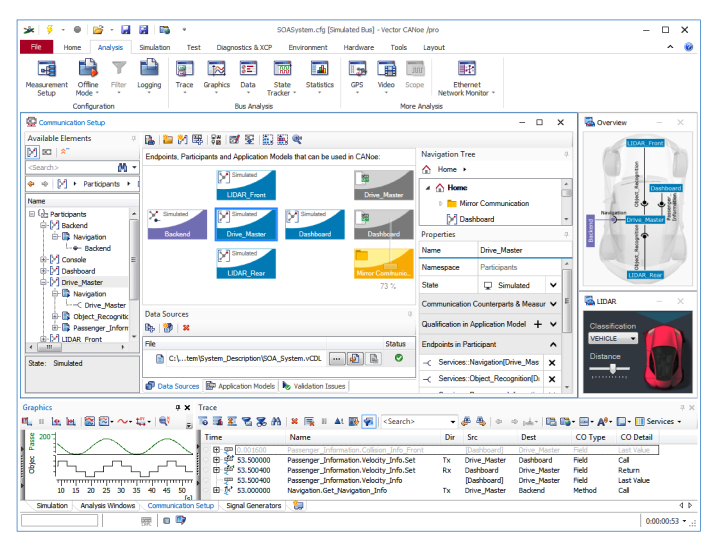 SOASystem.cfg [Simulated Bus] - Vector CANoe /pro
File Home Analysis Simulation Test Diagnostics & XCP Environment Hardware Tools Layout
Measurement Setup
Offline Mode
Filter
Logging
Trace
Graphics
Data
State Tracker
Statistics
GPS
Video
Scope
Ethernet Network Monitor
Configuration
Bus Analysis
More Analysis
Communication Setup
Available Elements
<Search>
Participants
Name
Participants
Backend
Navigation
Backend
Console
Dashboard
Drive_Master
Navigation
Drive_Master
Object_Recognitic
Passenger_Inform
LIDAR Front
State: Simulated
Endpoints, Participants and Application Models that can be used in CANoe:
Simulated
LIDAR_Front
Drive_Master
Simulated
Backend
Simulated
Drive_Master
Simulated
Dashboard
Dashboard
Simulated
LIDAR_Rear
Mirror Communic...
73 %
Data Sources
File Status
C:\...tem\System_Description\SOA_System.vCDL
Data Sources Application Models Validation Issues
Navigation Tree
Home
Home
Mirror Communication
Dashboard
Properties
Name Drive_Master
Namespace Participants
State Simulated
Communication Counterparts & Measur
Qualification in Application Model
Endpoints in Participant
Services::Navigation[Drive_Mas
Services::Object_Recognition[D
Overview
LIDAR_Front
Object_Recognition
Dashboard
Passenger_Information
Navigation
Drive_Master
Backend
Object_Recognition
LIDAR_Rear
LIDAR
Classification
VEHICLE
Distance
Graphics
Passe
200
Objec
10 15 20 25 30 35 40 45 50
[s]
Trace
<Search>
Services
Time Name Dir Src Dest CO Type CO Detail
0.001600 Passenger_Information.Collision_Info_Front [Dashboard] Drive_Master Field Last Value
53.500000 Passenger_Information.Velocity_Info.Set Tx Drive_Master Dashboard Field Call
53.500400 Passenger_Information.Velocity_Info.Set Rx Dashboard Drive_Master Field Return
53.500400 Passenger_Information.Velocity_Info [Dashboard] Drive_Master Field Last Value
53.000000 Navigation.Get_Navigation_Info Tx Drive_Master Backend Method Call
Simulation Analysis Windows Communication Setup Signal Generators
0:00:00:53